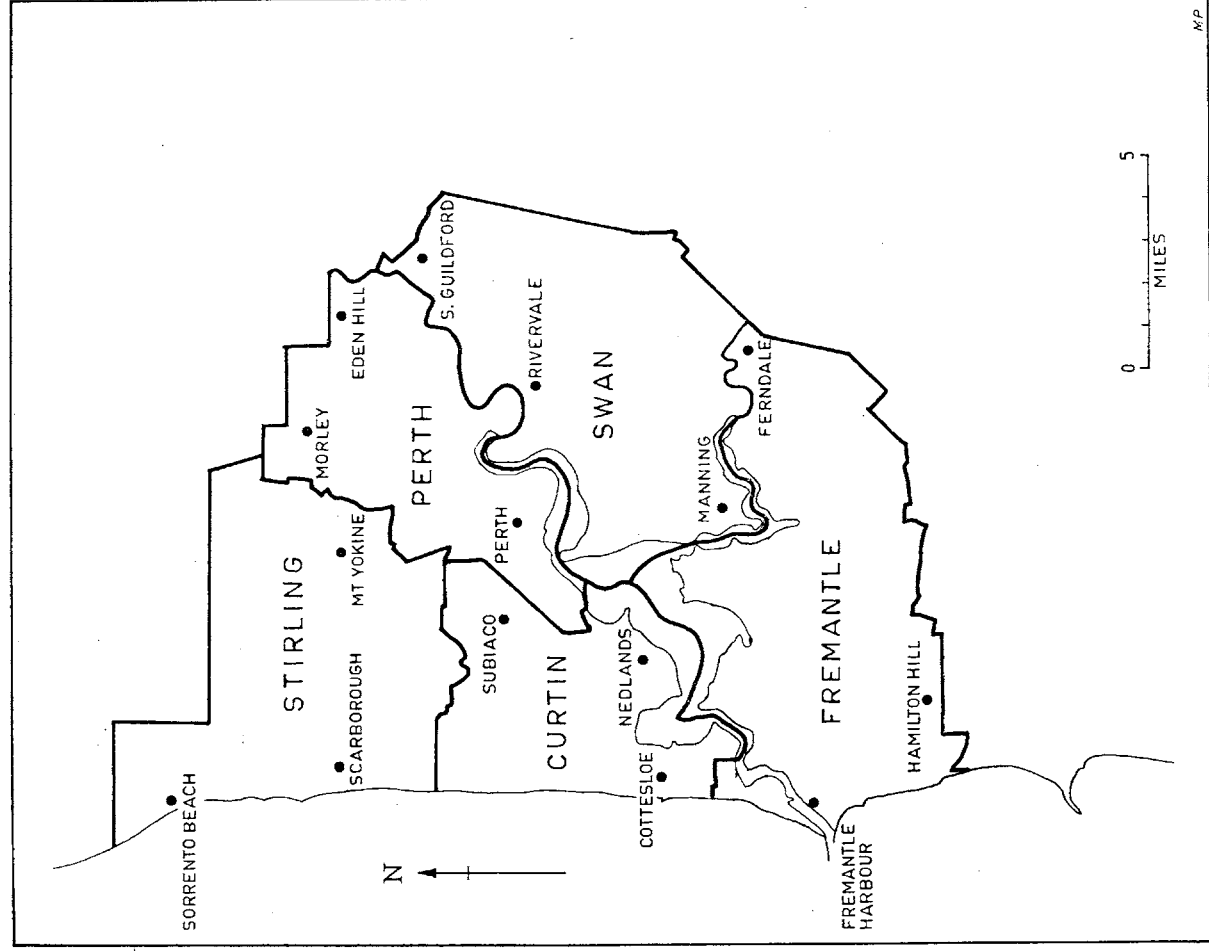 SORRENTO BEACH
STIRLING
SCARBOROUGH
MT YOKINE
MORLEY
EDEN HILL
PERTH
S. GUILDFORD
N
SUBIACO
PERTH
RIVERVALE
CURTIN
NEDLANDS
SWAN
COTTESLOE
MANNING
FERNDALE
FREMANTLE
FREMANTLE
HARBOUR
HAMILTON HILL
0 5
MILES
MP